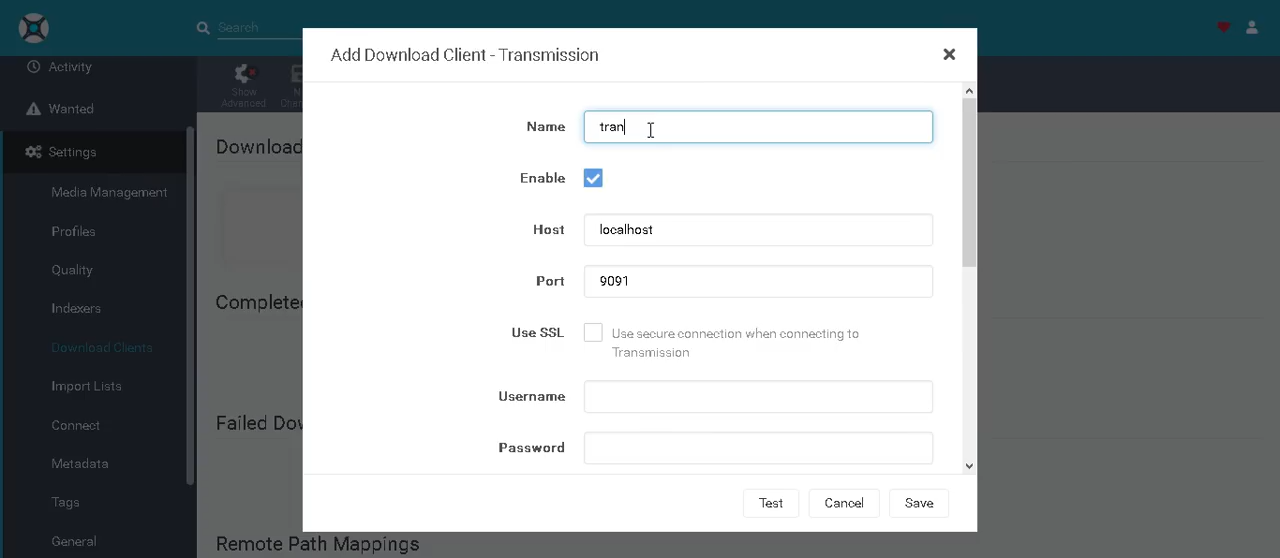 Search
Add Download Client - Transmission
Activity
Wanted
Show
Advanced
Settings
Name
tran
Download
Enable
Media Management
Profiles
Host
localhost
Quality
Port
9091
Completed
Indexers
Use SSL
Use secure connection when connecting to
Transmission
Download Clients
Import Lists
Username
Connect
Failed Dow
Password
Metadata
Tags
Test
Cancel
Save
General
Remote Path Mappings